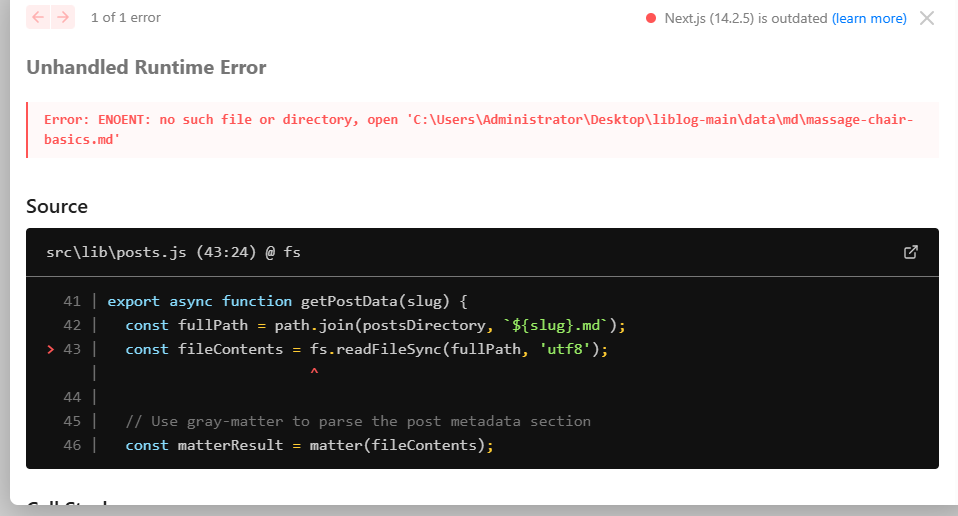 1 of 1 error
Next.js (14.2.5) is outdated (learn more)
Unhandled Runtime Error
Error: ENOENT: no such file or directory, open 'C:\Users\Administrator\Desktop\liblog-main\data\md\massage-chair-
basics.md'
Source
src\lib\posts.js (43:24) @ fs
41 | export async function getPostData(slug) {
42 |   const fullPath = path.join(postsDirectory, `${slug}.md`);
> 43 |   const fileContents = fs.readFileSync(fullPath, 'utf8');
|                        ^
44 |
45 |   // Use gray-matter to parse the post metadata section
46 |   const matterResult = matter(fileContents);